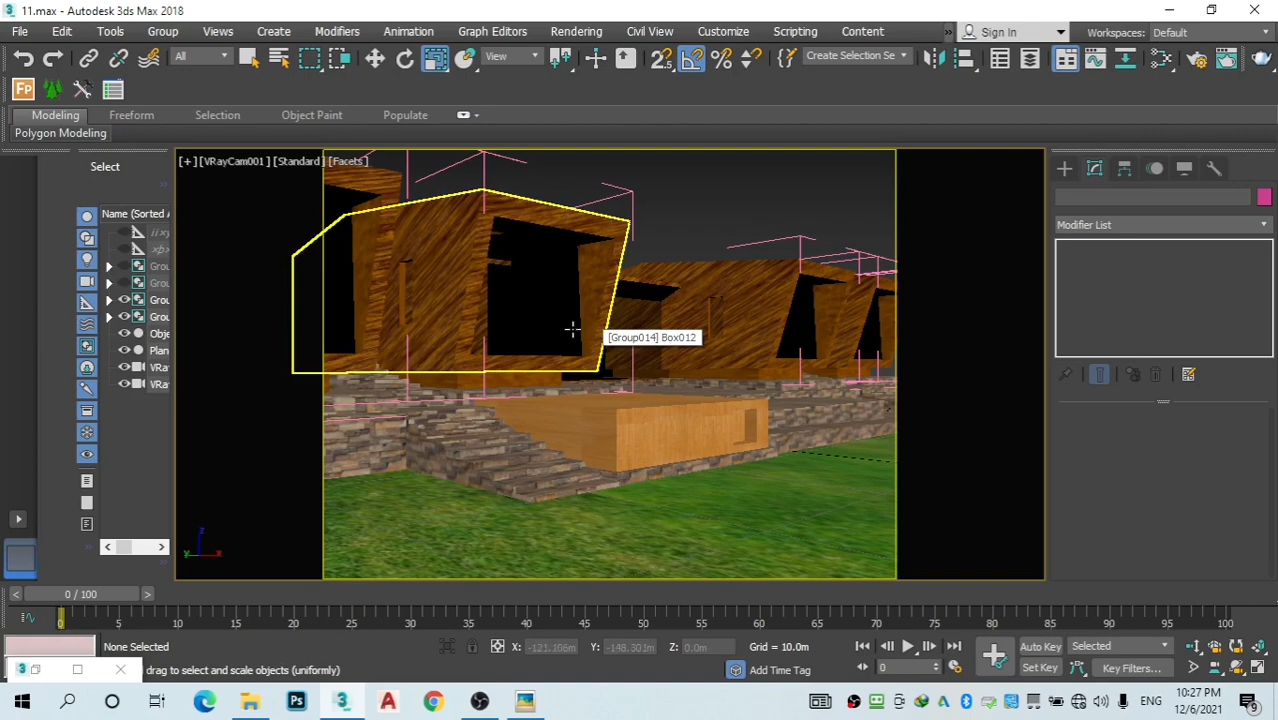 11.max - Autodesk 3ds Max 2018
File Edit Tools Group Views Create Modifiers Animation Graph Editors Rendering Civil View Customize Scripting Content Sign In Workspaces: Default
All View Create Selection Se
Modeling Freeform Selection Object Paint Populate
Polygon Modeling
Select
[+] [VRayCam001] [Standard] [Facets]
Name (Sorted A
Grou
Grou
Grou
Grou
Obje
Plan
VRa
VRa
Modifier List
[Group014] Box012
z
y
x
0 / 100
0 5 10 15 20 25 30 35 40 45 50 55 60 65 70 75 80 85 90 95 100
None Selected
X: -121.106m
Y: -148.301m
Z: 0.0m
Grid = 10.0m
Auto Key
Selected
drag to select and scale objects (uniformly)
Add Time Tag
0
Set Key
Key Filters...
ENG
10:27 PM
12/6/2021
9